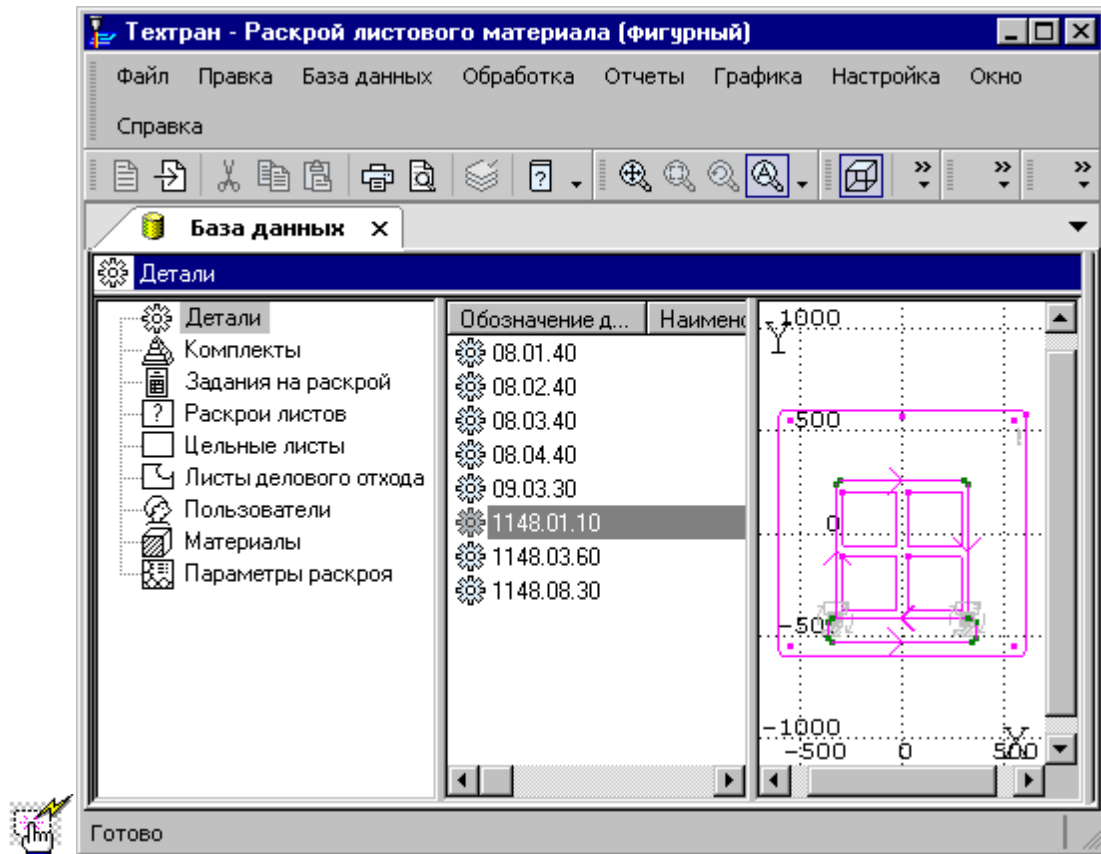 Техтран - Раскрой листового материала (фигурный)
Файл Правка База данных Обработка Отчеты Графика Настройка Окно
Справка
База данных
Детали
Детали
Комплекты
Задания на раскрой
Раскрои листов
Цельные листы
Листы делового отхода
Пользователи
Материалы
Параметры раскроя
Обозначение д... Наимен
08.01.40
08.02.40
08.03.40
08.04.40
09.03.30
1148.01.10
1148.03.60
1148.08.30
1000
Y
500
0
-50
-1000
X
-500 0 500
Готово